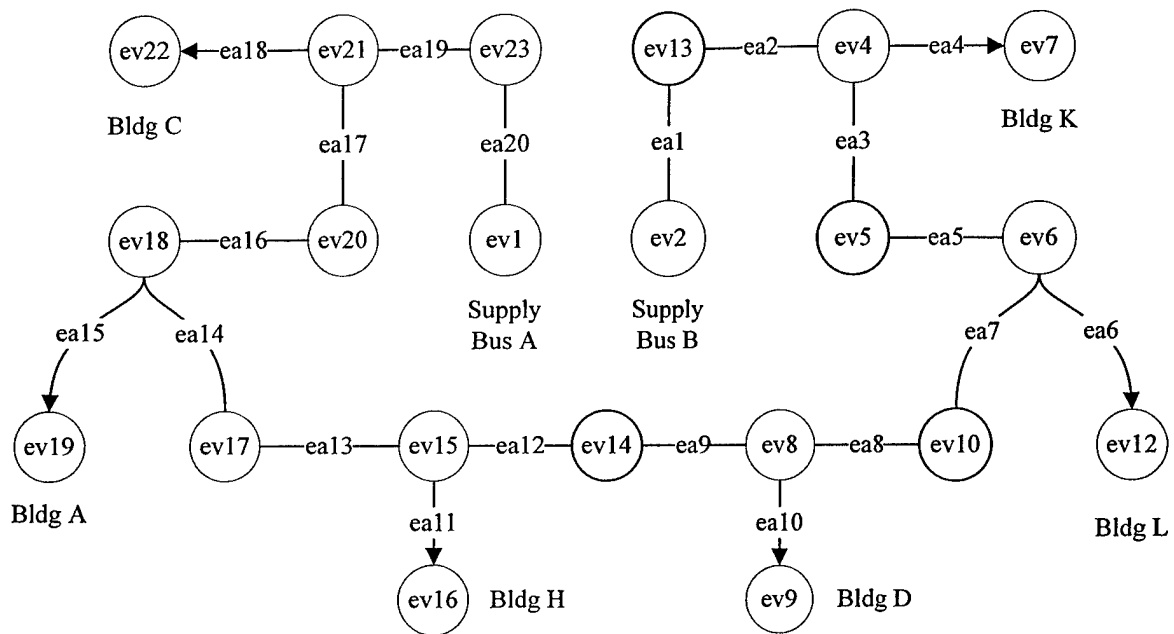 ev22 ea18 ev21 ea19 ev23 ev13 ea2 ev4 ea4 ev7
Bldg C Bldg K
ea17 ea20 ea1 ea3
ev18 ea16 ev20 ev1 ev2 ev5 ea5 ev6
Supply
Bus A
Supply
Bus B
ea15 ea14 ea7 ea6
ev19 ev17 ea13 ev15 ea12 ev14 ea9 ev8 ea8 ev10 ev12
Bldg A Bldg L
ea11 ea10
ev16 Bldg H ev9 Bldg D